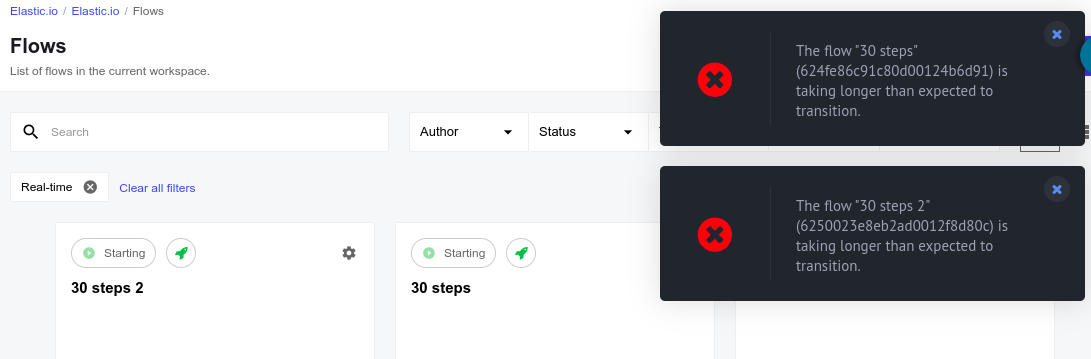 Elastic.io / Elastic.io / Flows
Flows
List of flows in the current workspace.
Search
Author
Status
Real-time
Clear all filters
Starting
30 steps 2
Starting
30 steps
The flow "30 steps"
(624fe86c91c80d00124b6d91) is
taking longer than expected to
transition.
The flow "30 steps 2"
(6250023e8eb2ad0012f8d80c) is
taking longer than expected to
transition.